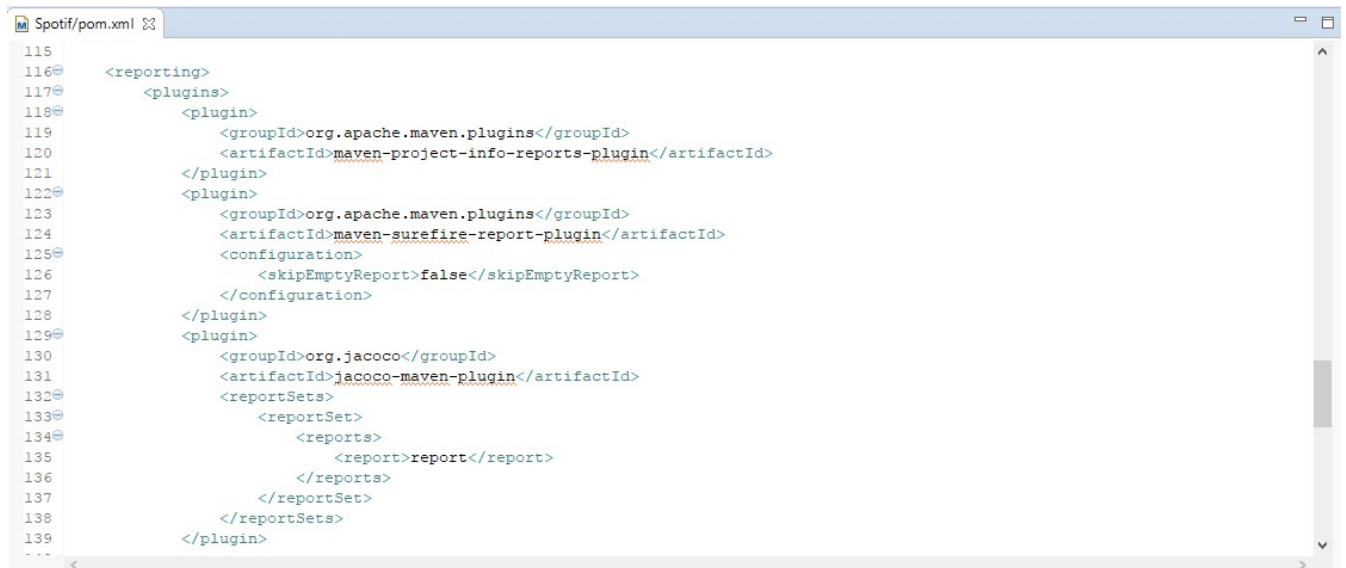 Spotif/pom.xml
115
116 <reporting>
117 <plugins>
118 <plugin>
119 <groupId>org.apache.maven.plugins</groupId>
120 <artifactId>maven-project-info-reports-plugin</artifactId>
121 </plugin>
122 <plugin>
123 <groupId>org.apache.maven.plugins</groupId>
124 <artifactId>maven-surefire-report-plugin</artifactId>
125 <configuration>
126 <skipEmptyReport>false</skipEmptyReport>
127 </configuration>
128 </plugin>
129 <plugin>
130 <groupId>org.jacoco</groupId>
131 <artifactId>jacoco-maven-plugin</artifactId>
132 <reportSets>
133 <reportSet>
134 <reports>
135 <report>report</report>
136 </reports>
137 </reportSet>
138 </reportSets>
139 </plugin>